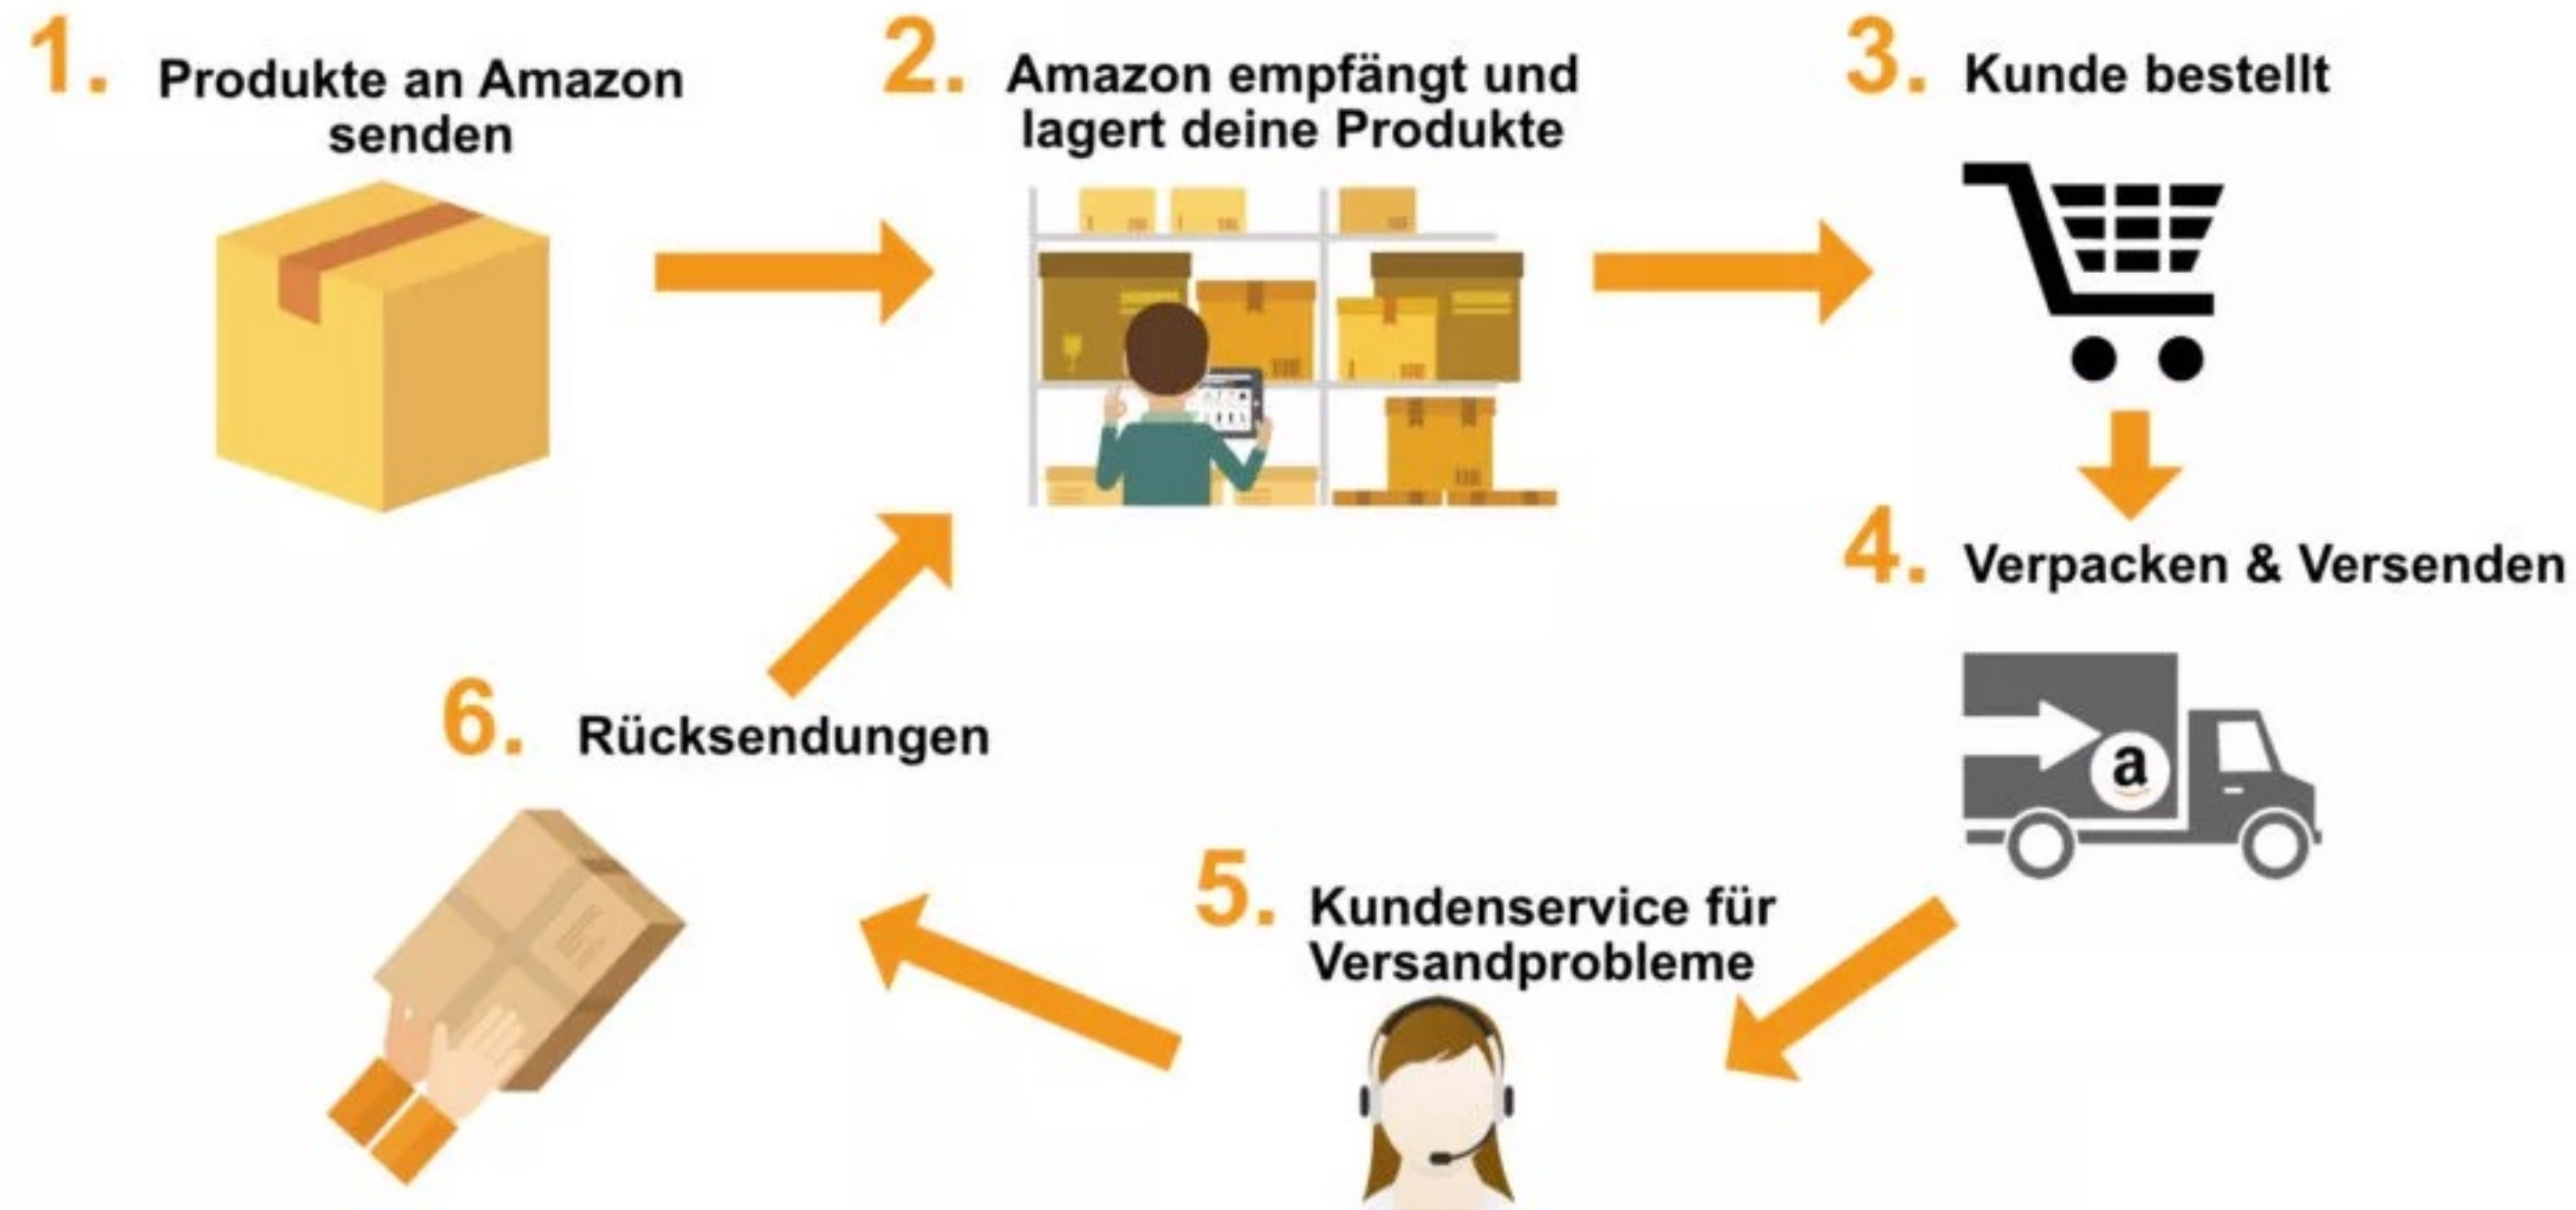 1. Produkte an Amazon
senden
2. Amazon empfängt und
lagert deine Produkte
3. Kunde bestellt
4. Verpacken & Versenden
a
5. Kundenservice für
Versandprobleme
6. Rücksendungen